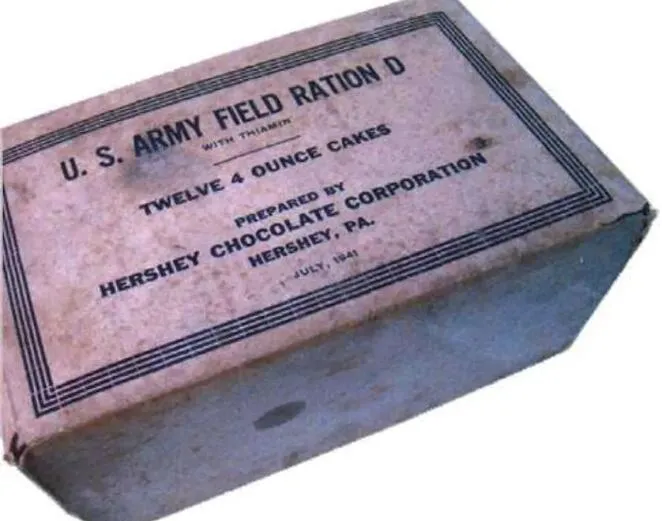 U. S. ARMY FIELD RATION D
WITH THIAMIN
TWELVE 4 OUNCE CAKES
PREPARED BY
HERSHEY CHOCOLATE CORPORATION
HERSHEY, PA.
JULY, 1941